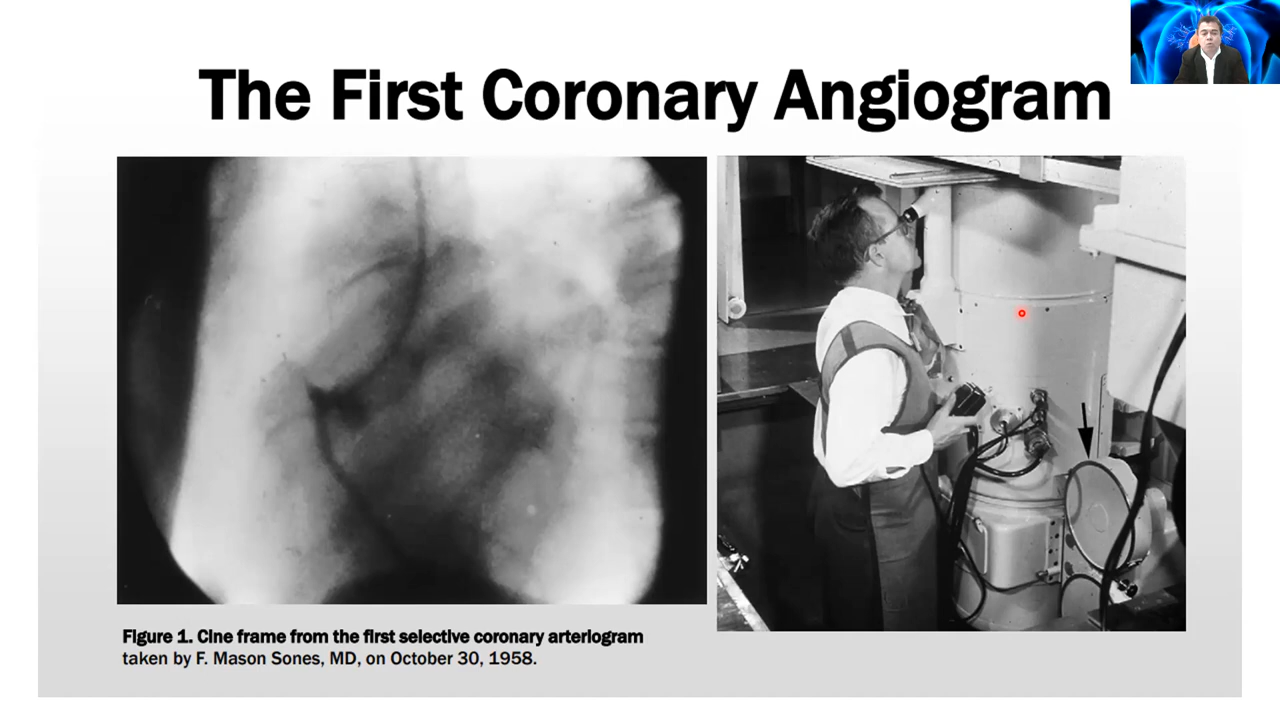 The First Coronary Angiogram
Figure 1. Cine frame from the first selective coronary arteriogram
taken by F. Mason Sones, MD, on October 30, 1958.